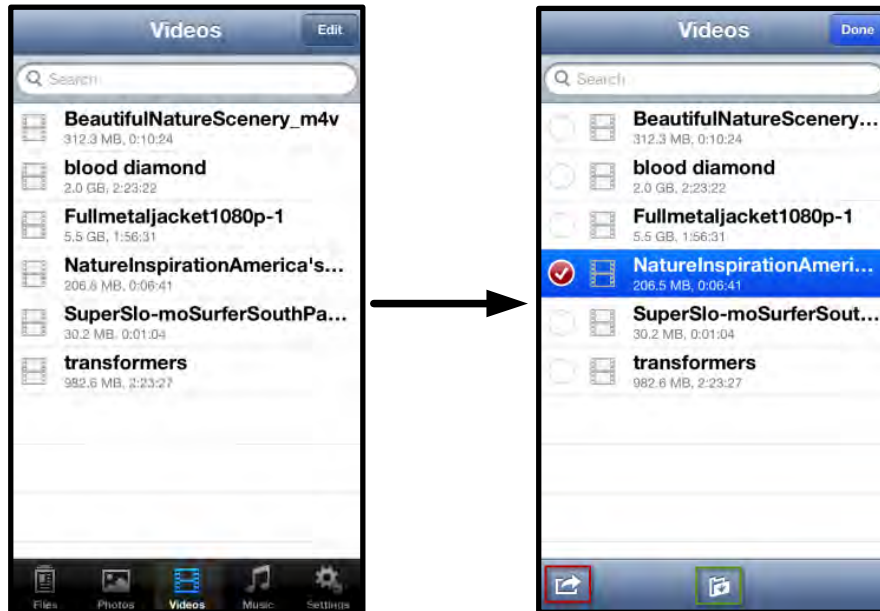 Videos
Edit
Search
BeautifulNatureScenery_m4v
312.3 MB, 0:10:24
blood diamond
2.0 GB, 2:23:22
Fullmetaljacket1080p-1
5.5 GB, 1:56:31
NatureInspirationAmerica's...
206.5 MB, 0:06:41
SuperSlo-moSurferSouthPa...
30.2 MB, 0:01:04
transformers
982.6 MB, 2:23:27
Files
Photos
Videos
Music
Settings
Videos
Done
Search
BeautifulNatureScenery...
312.3 MB, 0:10:24
blood diamond
2.0 GB, 2:23:22
Fullmetaljacket1080p-1
5.5 GB, 1:56:31
NatureInspirationAmeri...
206.5 MB, 0:06:41
SuperSlo-moSurferSout...
30.2 MB, 0:01:04
transformers
982.6 MB, 2:23:27